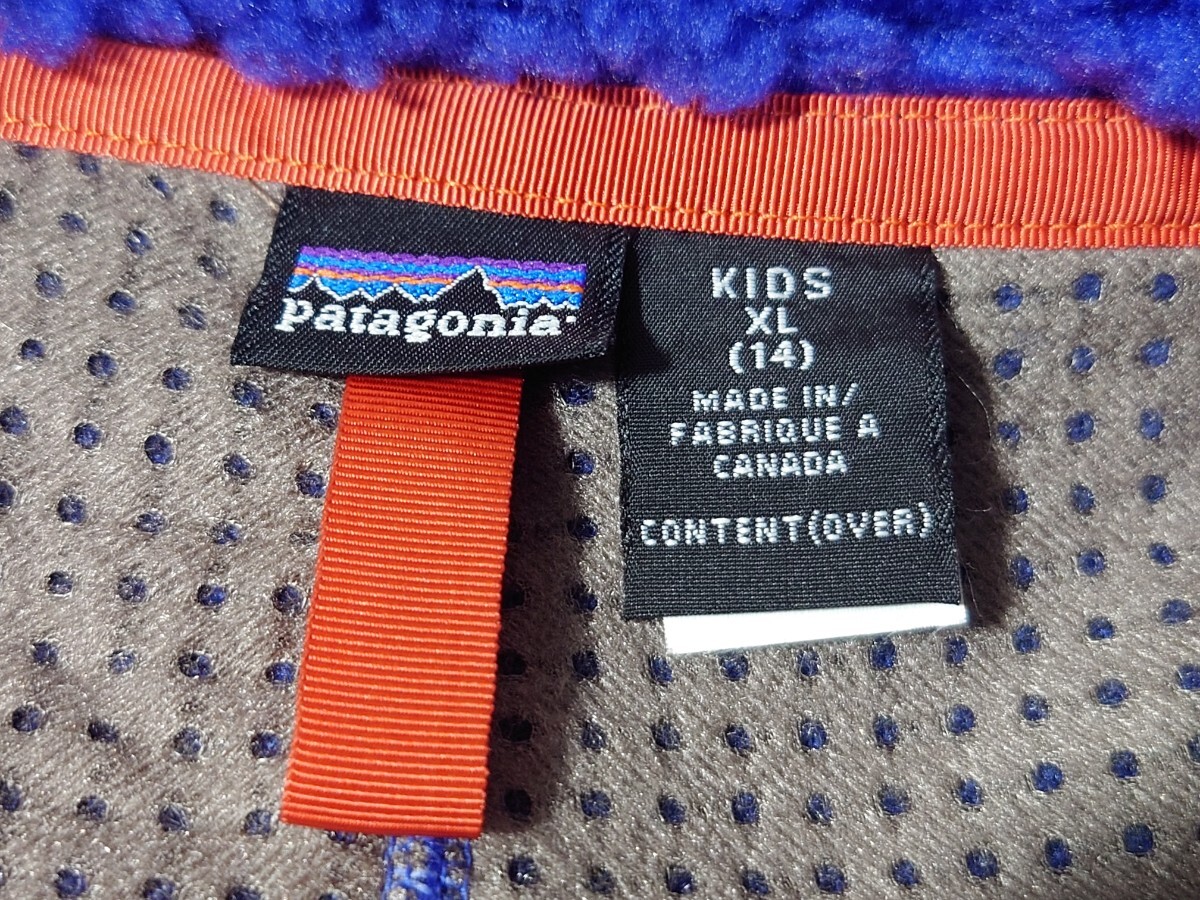 patagonia
KIDS
XL
(14)
MADE IN/
FABRIQUE A
CANADA
CONTENT(OVER)